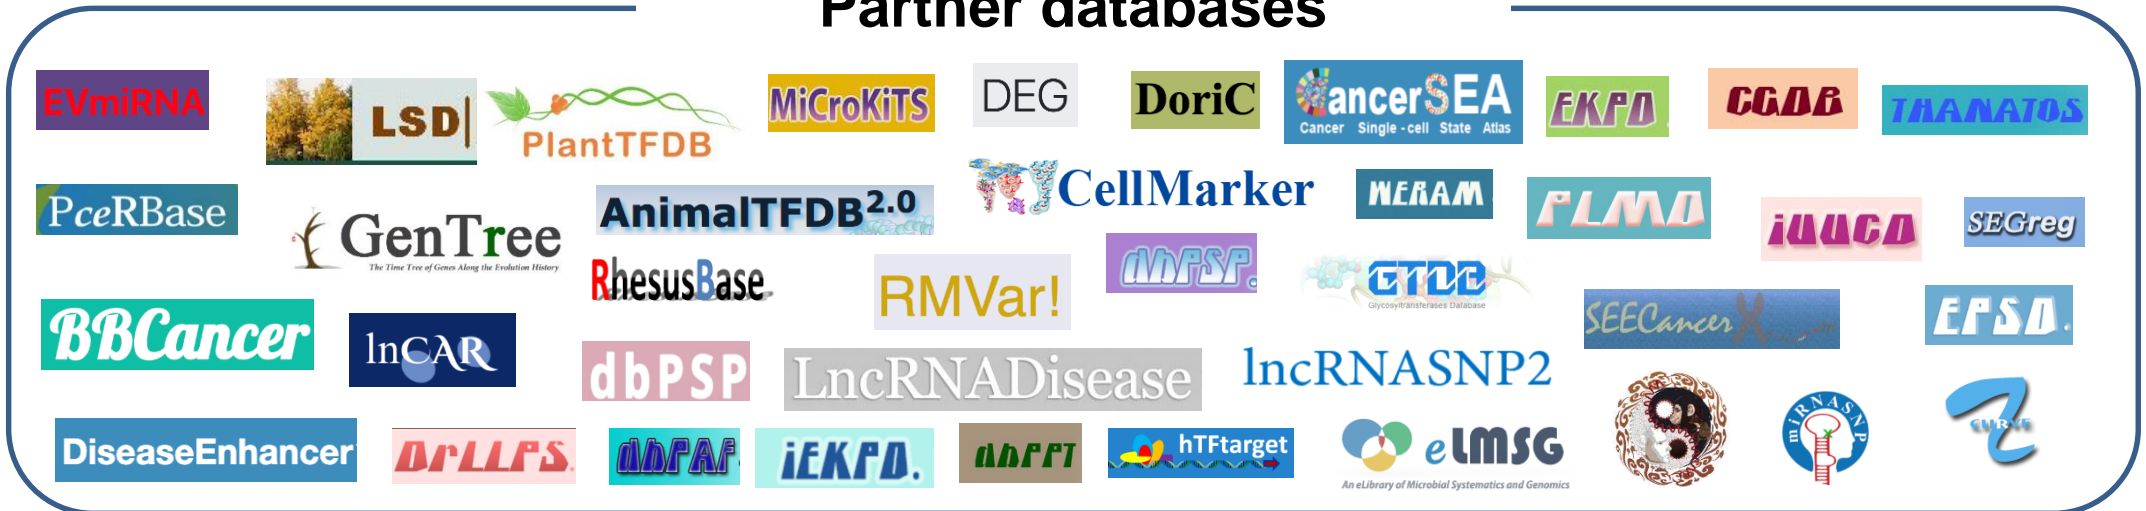 Partner databases
EVmiRNA
LSD
PlantTFDB
MiCroKiTS
DEG
DoriC
CancerSEA
Cancer Single-cell State Atlas
EKPD
CGDB
THANATOS
PceRBase
GenTree
The Time Tree of Genes Along the Evolution History
AnimalTFDB2.0
CellMarker
WERAM
PLMD
iUUCD
SEGreg
RhesusBase
RMVar!
dbPSP.
GTDB
Glycosyltransferases Database
SEECancer
EPSD.
BBCancer
lnCAR
dbPSP
LncRNADisease
lncRNASNP2
miRNASNP
Z CURVE
DiseaseEnhancer
DrLLPS.
dbPAF
iEKPD.
dbPPT
hTFtarget
eLMSG
An eLibrary of Microbial Systematics and Genomics